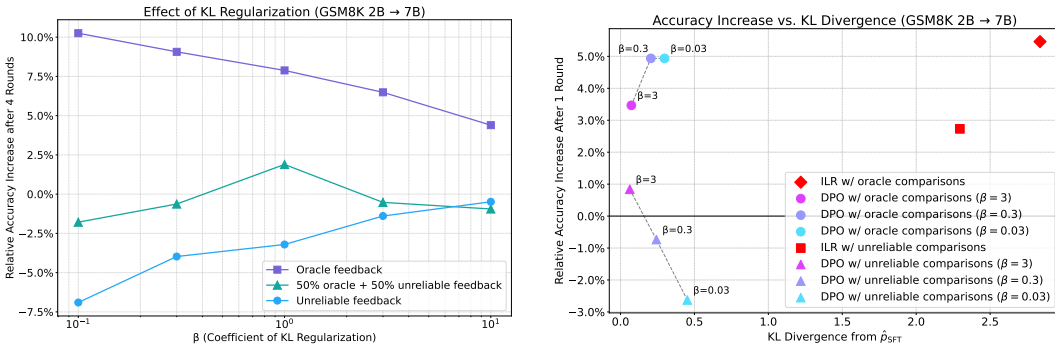 Effect of KL Regularization (GSM8K 2B → 7B)
Relative Accuracy Increase after 4 Rounds
10.0%
7.5%
5.0%
2.5%
0.0%
−2.5%
−5.0%
−7.5%
Oracle feedback
50% oracle + 50% unreliable feedback
Unreliable feedback
10⁻¹
10⁰
10¹
β (Coefficient of KL Regularization)
Accuracy Increase vs. KL Divergence (GSM8K 2B → 7B)
Relative Accuracy Increase After 1 Round
5.0%
4.0%
3.0%
2.0%
1.0%
0.0%
−1.0%
−2.0%
−3.0%
β=0.3
β=0.03
β=3
β=3
β=0.3
β=0.03
ILR w/ oracle comparisons
DPO w/ oracle comparisons (β = 3)
DPO w/ oracle comparisons (β = 0.3)
DPO w/ oracle comparisons (β = 0.03)
ILR w/ unreliable comparisons
DPO w/ unreliable comparisons (β = 3)
DPO w/ unreliable comparisons (β = 0.3)
DPO w/ unreliable comparisons (β = 0.03)
0.0
0.5
1.0
1.5
2.0
2.5
KL Divergence from p̂SFT